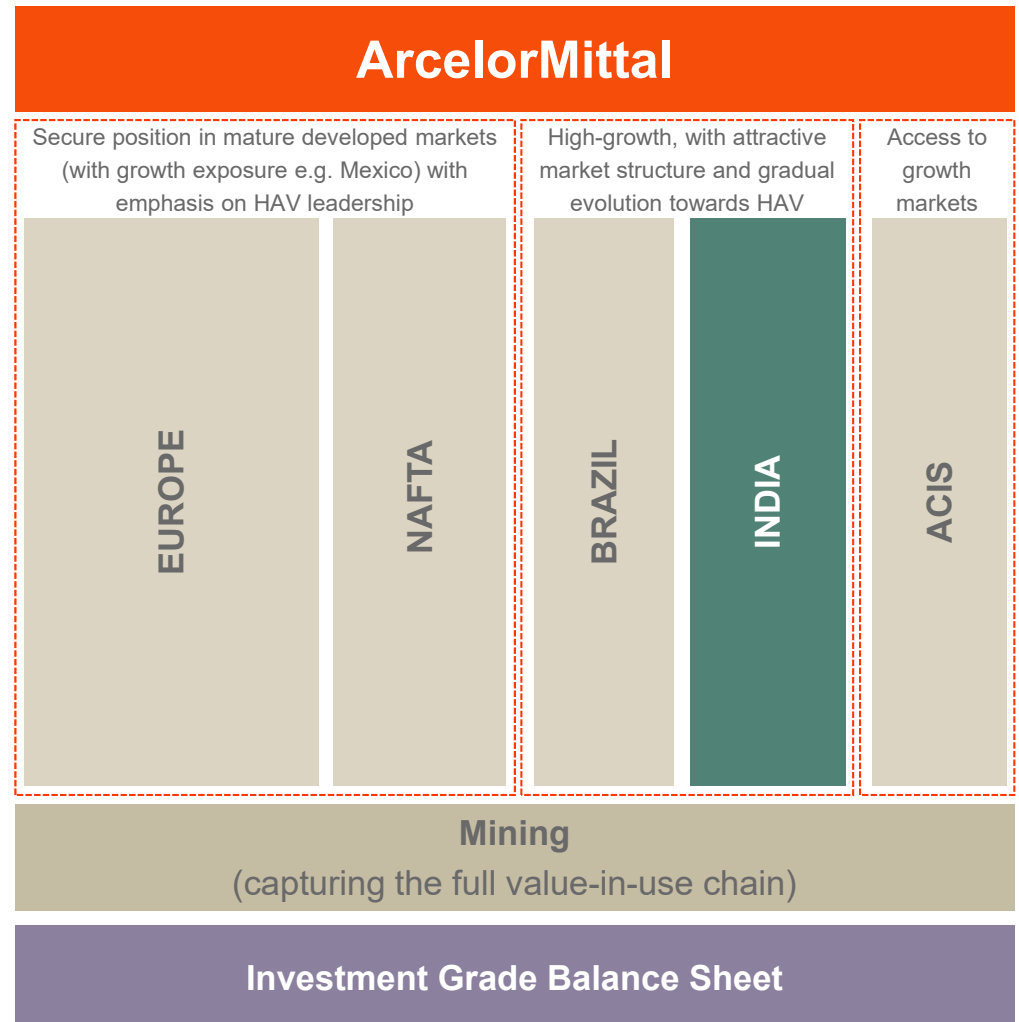 ArcelorMittal
Secure position in mature developed markets
(with growth exposure e.g. Mexico) with
emphasis on HAV leadership
High-growth, with attractive
market structure and gradual
evolution towards HAV
Access to
growth
markets
EUROPE
NAFTA
BRAZIL
INDIA
ACIS
Mining
(capturing the full value-in-use chain)
Investment Grade Balance Sheet